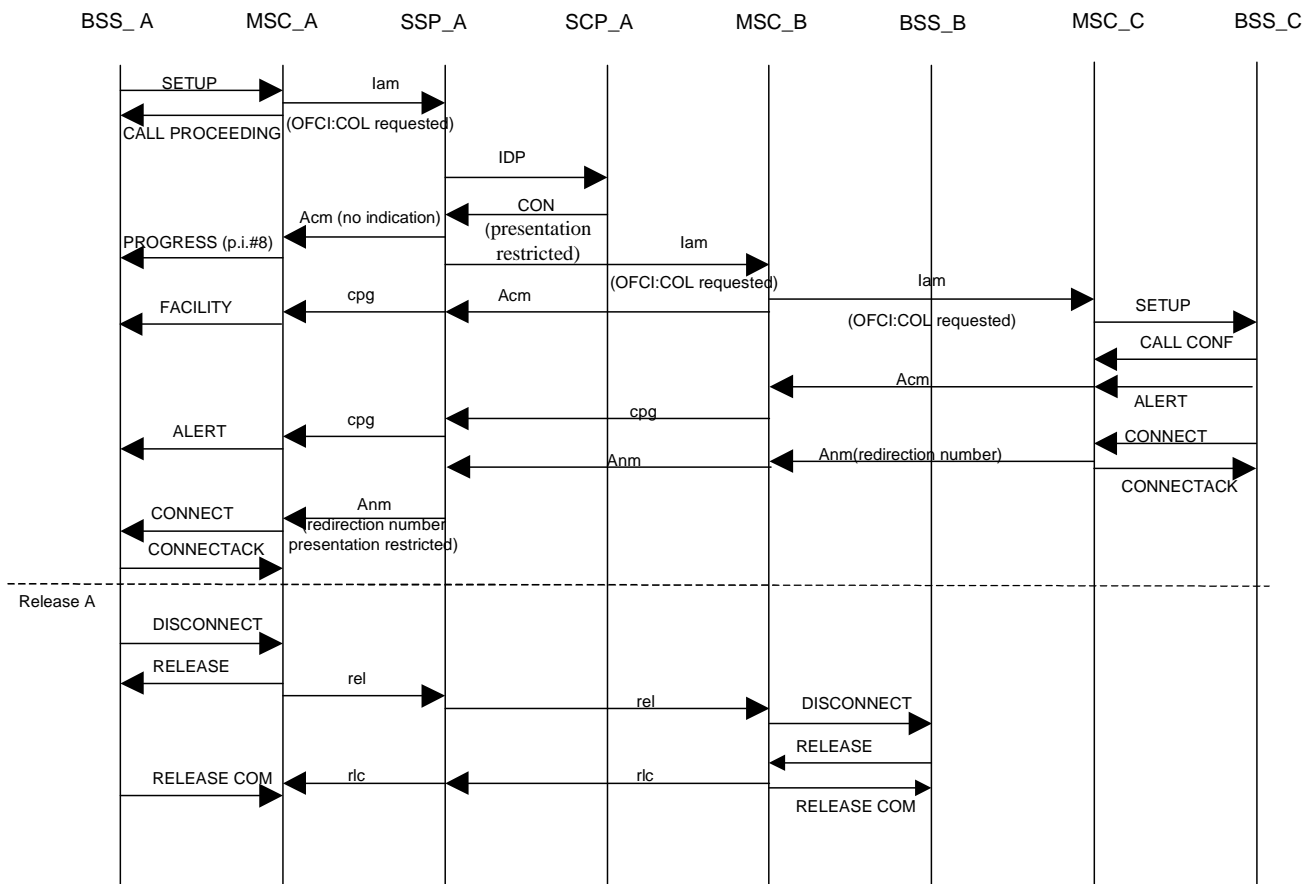 BSS_ A MSC_A SSP_A SCP_A MSC_B BSS_B MSC_C BSS_C
SETUP
Iam
CALL PROCEEDING
(OFCI:COL requested)
IDP
CON
Acm (no indication)
(presentation
restricted)
PROGRESS (p.i.#8)
Iam
(OFCI:COL requested)
Iam
FACILITY
cpg
Acm
SETUP
(OFCI:COL requested)
CALL CONF
Acm
ALERT
cpg
cpg
ALERT
CONNECT
Anm(redirection number)
Anm
CONNECTACK
Anm
CONNECT
(redirection number
presentation restricted)
CONNECTACK
Release A
DISCONNECT
RELEASE
rel
rel
DISCONNECT
RELEASE
RELEASE COM
rlc
rlc
RELEASE COM